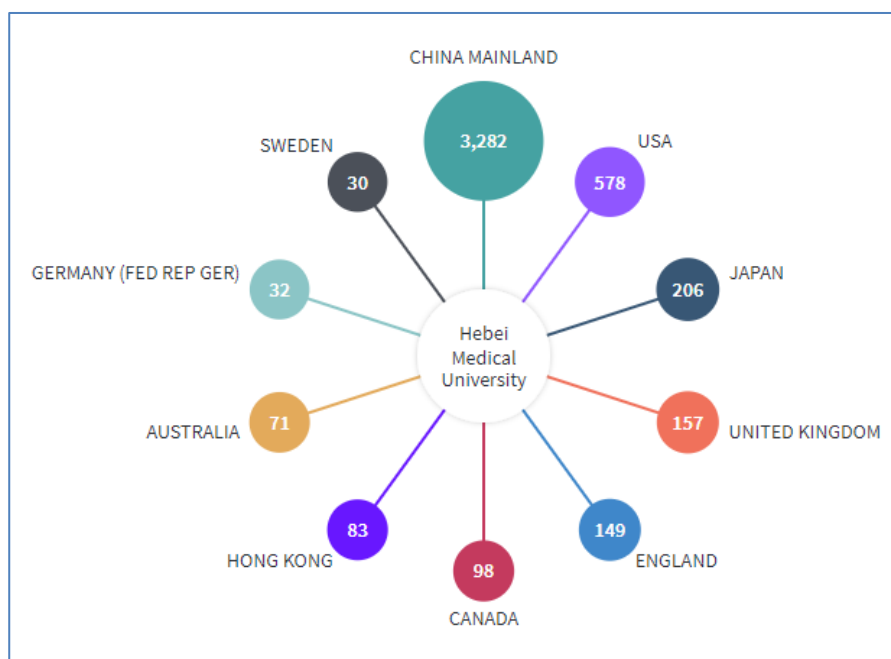 CHINA MAINLAND
3,282
SWEDEN
30
USA
578
GERMANY (FED REP GER)
32
JAPAN
206
Hebei
Medical
University
AUSTRALIA
71
157
UNITED KINGDOM
HONG KONG
83
149
ENGLAND
98
CANADA